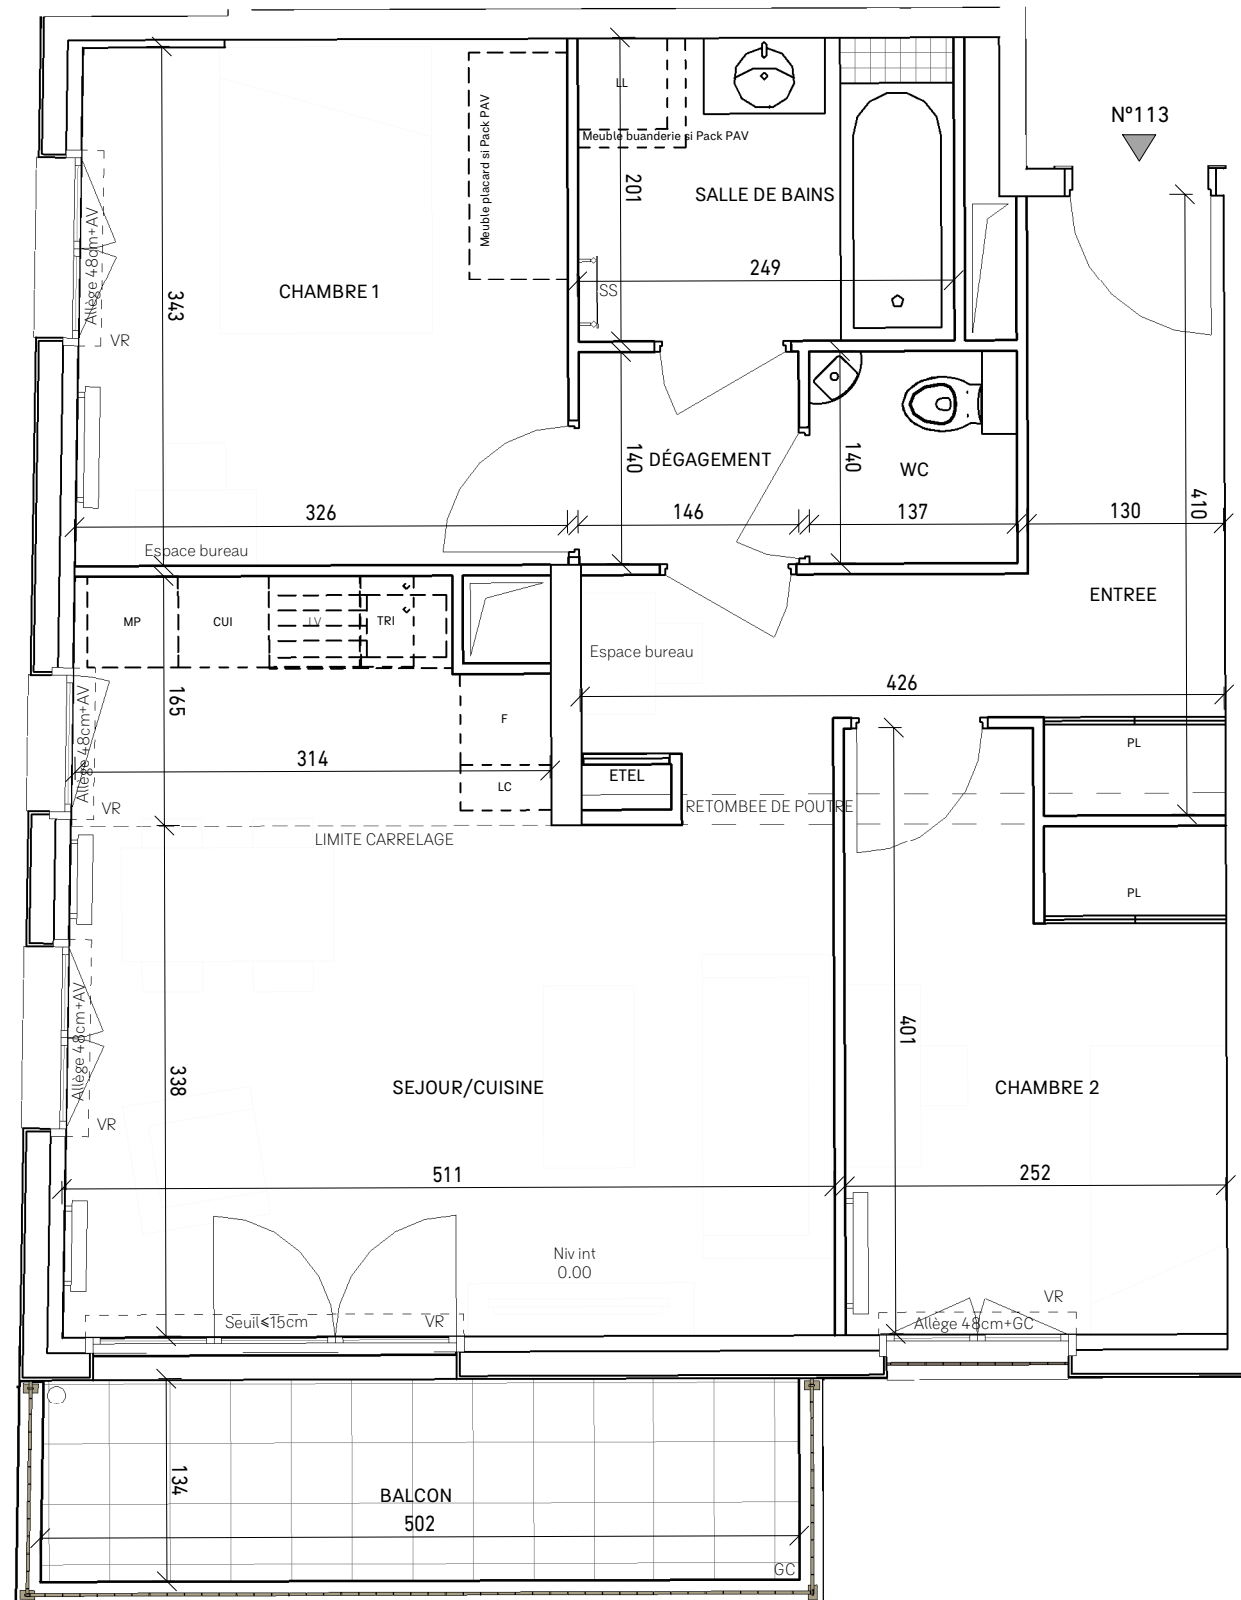 N°113
LL
Meuble placard si Pack PAV
Meuble buanderie si Pack PAV
201
SALLE DE BAINS
249
SS
Allège 48cm+AV
VR
343
CHAMBRE 1
140
DÉGAGEMENT
140
WC
326
146
137
130
410
Espace bureau
ENTREE
MP
CUI
LV
TRI
Espace bureau
165
426
Allège 48cm+AV
VR
F
314
LC
ETEL
PL
RETOMBEE DE POUTRE
LIMITE CARRELAGE
PL
Allège 48cm+AV
VR
338
401
SEJOUR/CUISINE
CHAMBRE 2
511
252
Niv int
0.00
Seuil≤15cm
VR
VR
Allège 48cm+GC
134
BALCON
502
GC